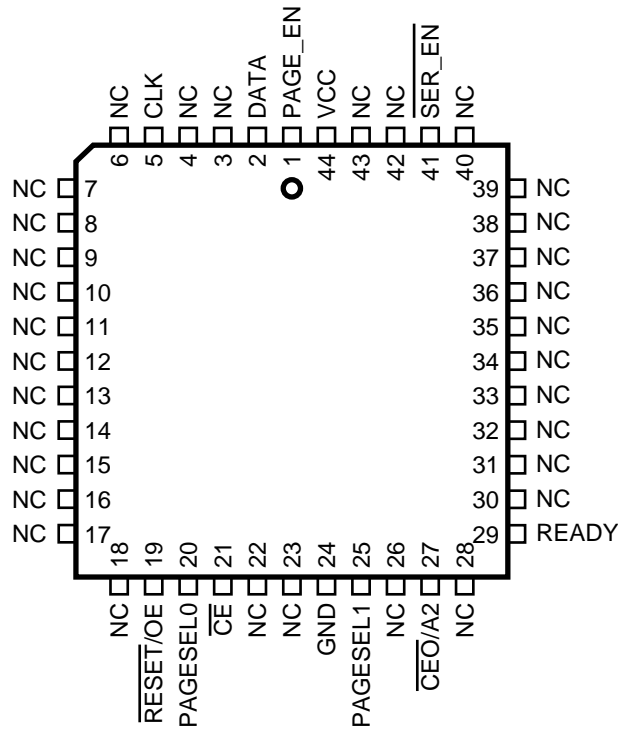 NC CLK NC NC DATA PAGE_EN VCC NC NC SER_EN NC
6 5 4 3 2 1 44 43 42 41 40
NC 7 39 NC
NC 8 38 NC
NC 9 37 NC
NC 10 36 NC
NC 11 35 NC
NC 12 34 NC
NC 13 33 NC
NC 14 32 NC
NC 15 31 NC
NC 16 30 NC
NC 17 29 READY
18 19 20 21 22 23 24 25 26 27 28
NC RESET/OE PAGESEL0 CE NC NC GND PAGESEL1 NC CEO/A2 NC